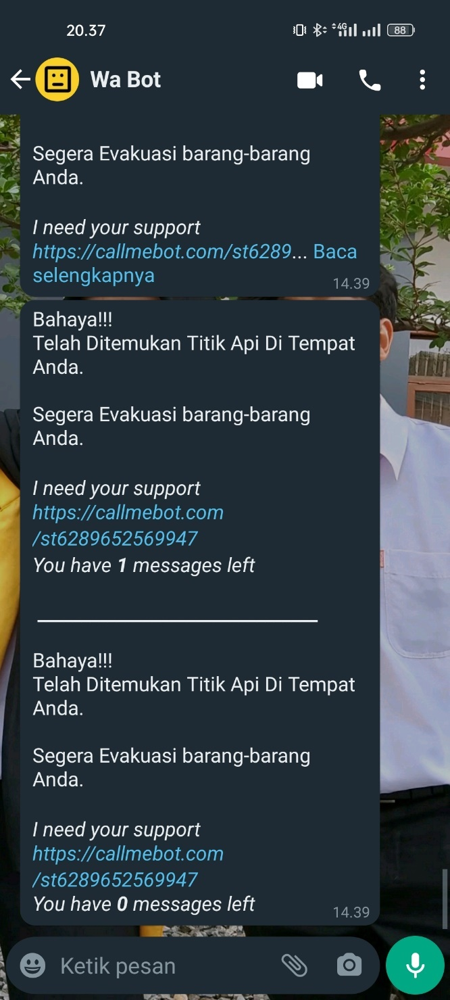 20.37
4G
88
Wa Bot
Segera Evakuasi barang-barang
Anda.
I need your support
https://callmebot.com/st6289... Baca
selengkapnya
14.39
Bahaya!!!
Telah Ditemukan Titik Api Di Tempat
Anda.
Segera Evakuasi barang-barang
Anda.
I need your support
https://callmebot.com
/st6289652569947
You have 1 messages left
Bahaya!!!
Telah Ditemukan Titik Api Di Tempat
Anda.
Segera Evakuasi barang-barang
Anda.
I need your support
https://callmebot.com
/st6289652569947
You have 0 messages left
14.39
Ketik pesan